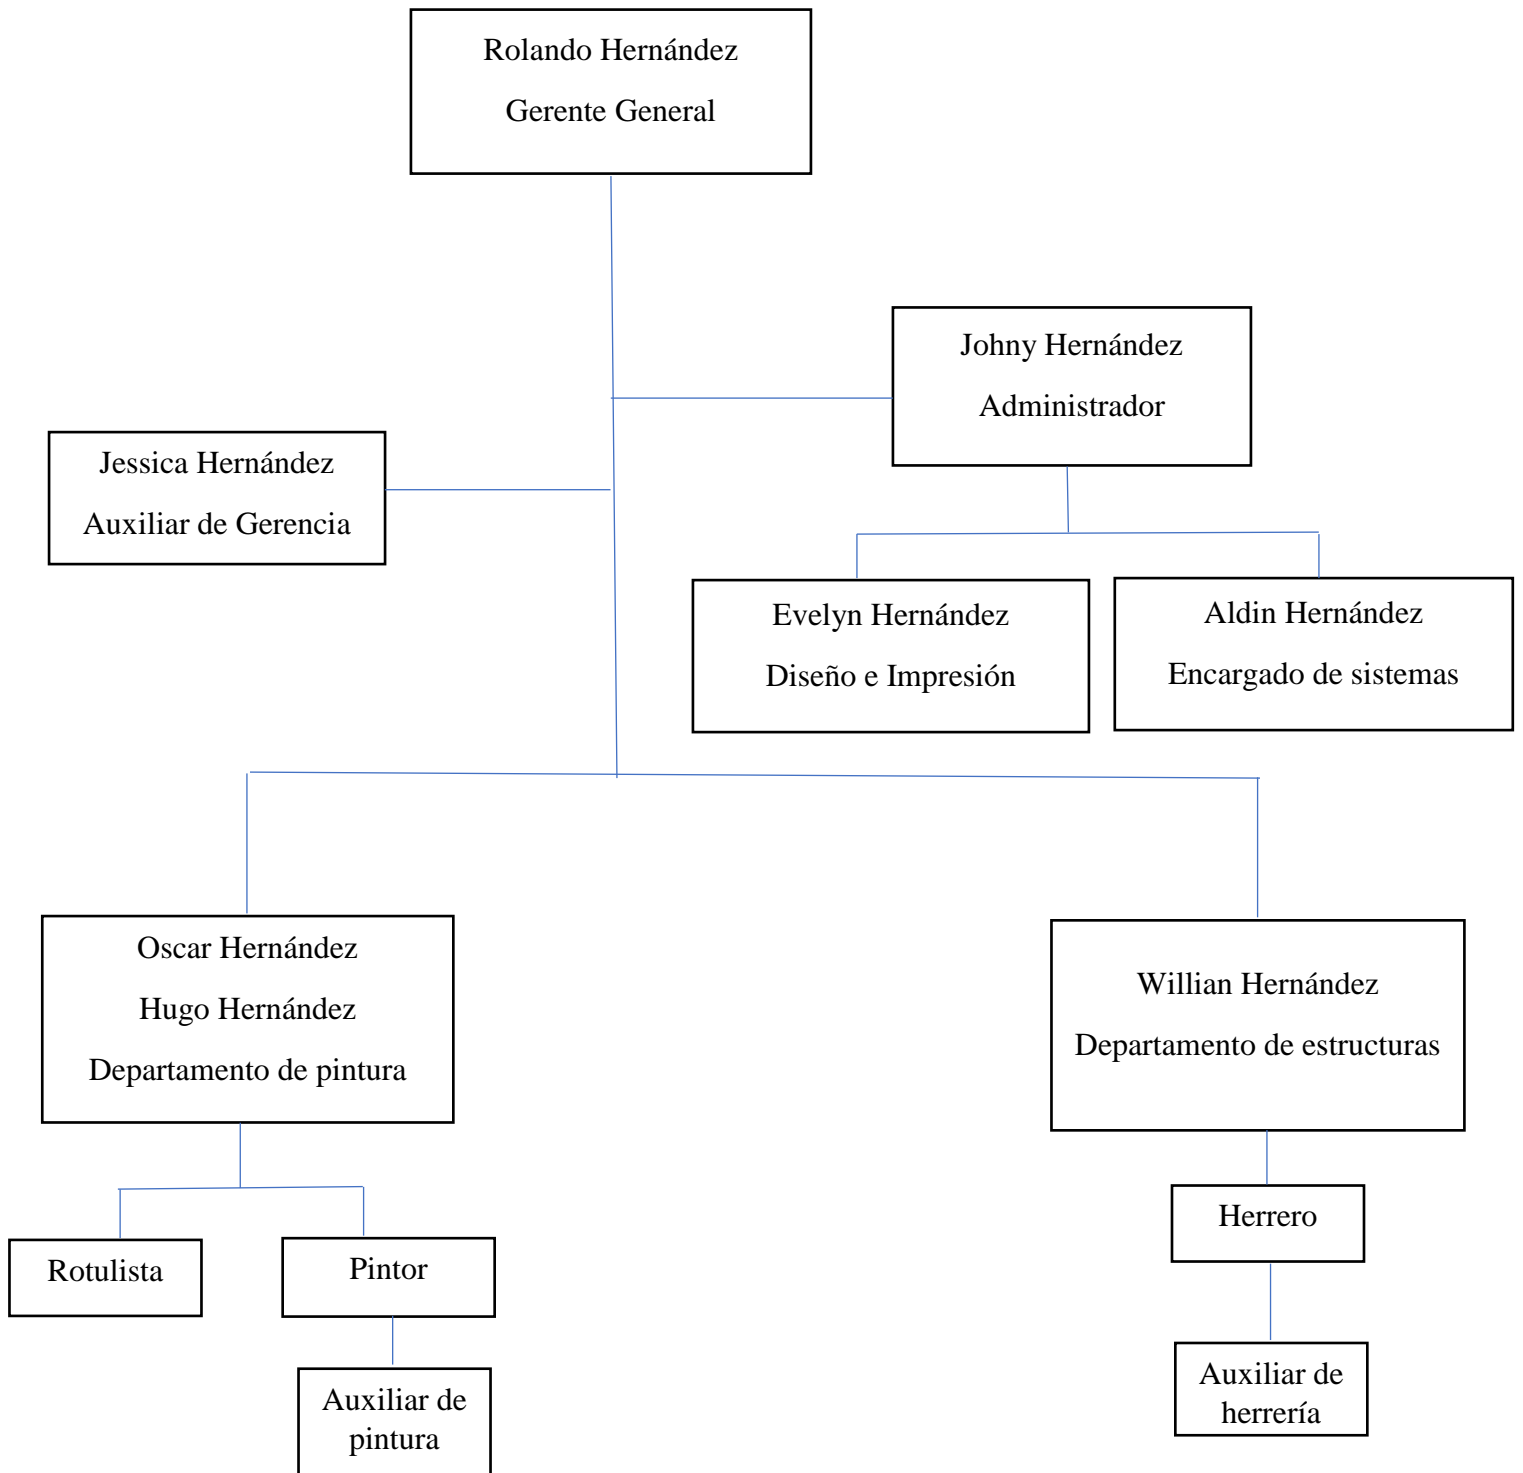 Rolando Hernández
Gerente General
Johny Hernández
Administrador
Jessica Hernández
Auxiliar de Gerencia
Evelyn Hernández
Diseño e Impresión
Aldin Hernández
Encargado de sistemas
Oscar Hernández
Hugo Hernández
Departamento de pintura
Willian Hernández
Departamento de estructuras
Rotulista
Pintor
Auxiliar de
pintura
Herrero
Auxiliar de
herrería